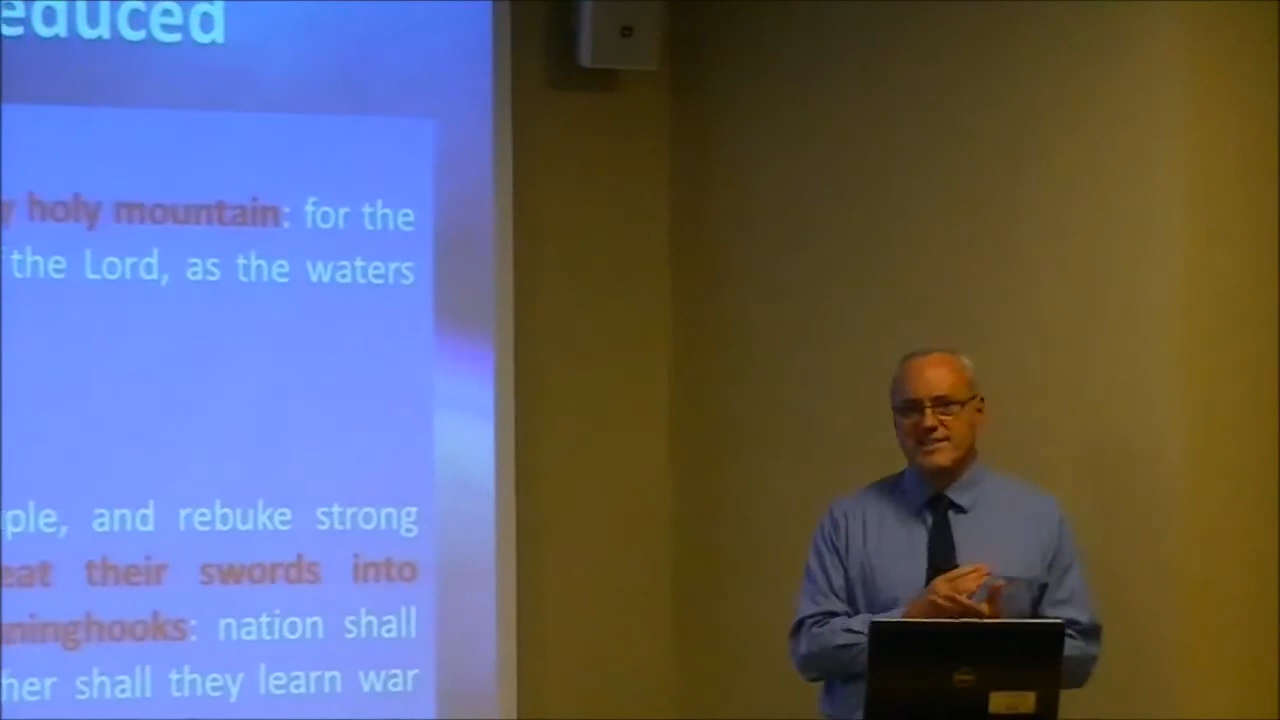 educed
y holy mountain: for the
the Lord, as the waters
ple, and rebuke strong
eat their swords into
ninghooks: nation shall
her shall they learn war
DELL